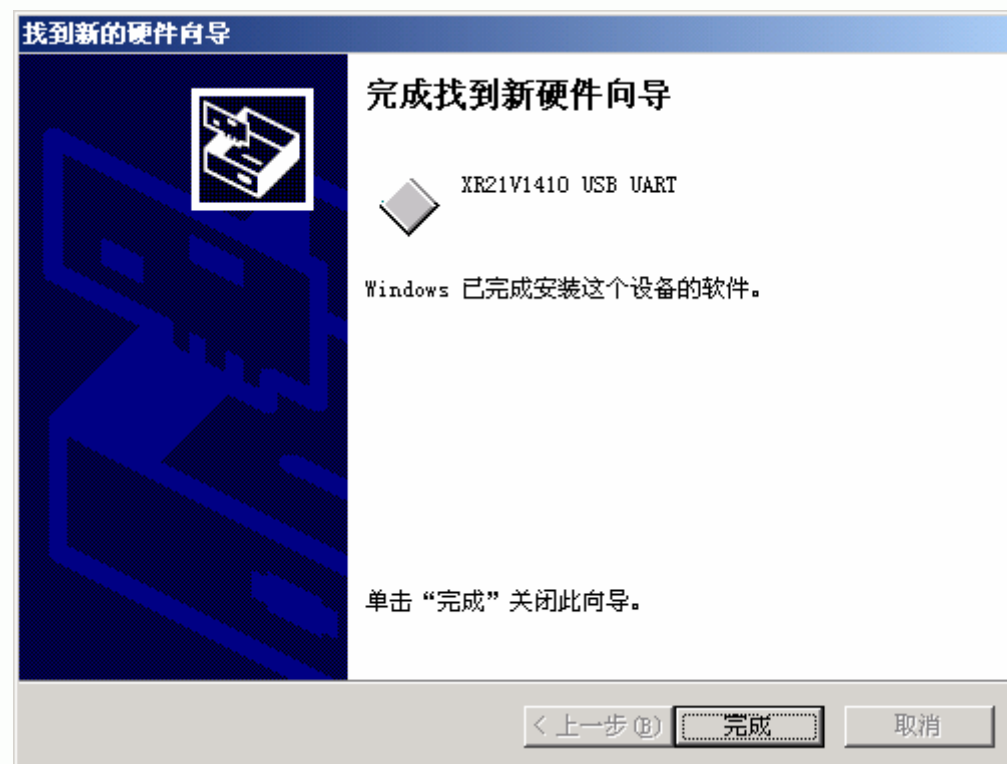 找到新的硬件向导
完成找到新硬件向导
XR21V1410 USB UART
Windows 已完成安装这个设备的软件。
单击“完成”关闭此向导。
< 上一步(B)
完成
取消